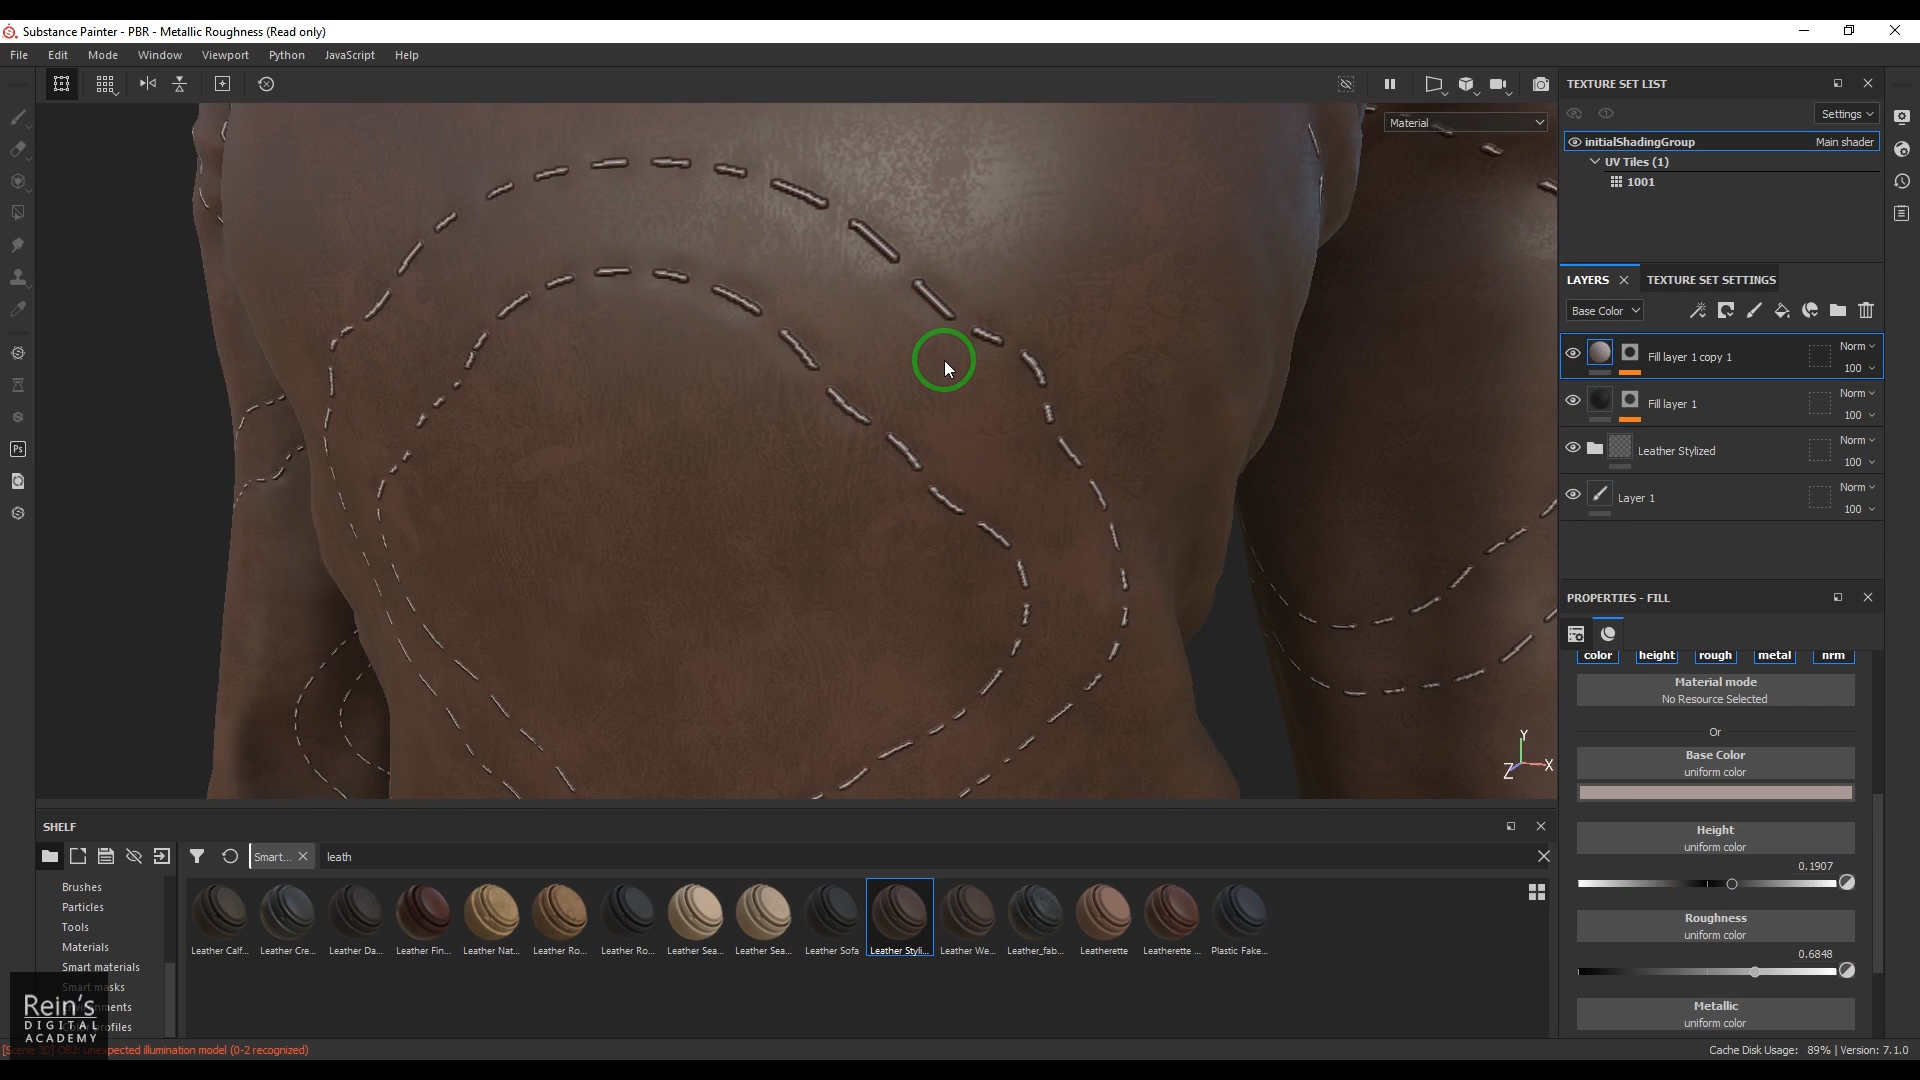 Substance Painter - PBR - Metallic Roughness (Read only)
File Edit Mode Window Viewport Python JavaScript Help
Material
TEXTURE SET LIST
Settings
initialShadingGroup Main shader
UV Tiles (1)
1001
LAYERS TEXTURE SET SETTINGS
Base Color
Norm
Fill layer 1 copy 1
100
Norm
Fill layer 1
100
Norm
Leather Stylized
100
Norm
Layer 1
100
Ps
PROPERTIES - FILL
color height rough metal nrm
Material mode
No Resource Selected
Or
Base Color
uniform color
Height
uniform color
0.1907
Roughness
uniform color
0.6848
Metallic
uniform color
Y
X
Z
SHELF
Smart... leath
Brushes
Particles
Tools
Materials
Smart materials
Smart masks
Leather Calf... Leather Cre... Leather Da... Leather Fin... Leather Nat... Leather Ro... Leather Ro... Leather Sea... Leather Sea... Leather Sofa Leather Styli... Leather We... Leather_fab... Leatherette Leatherette ... Plastic Fake...
Rein's
DIGITAL
ACADEMY
unexpected illumination model (0-2 recognized)
Cache Disk Usage: 89% | Version: 7.1.0